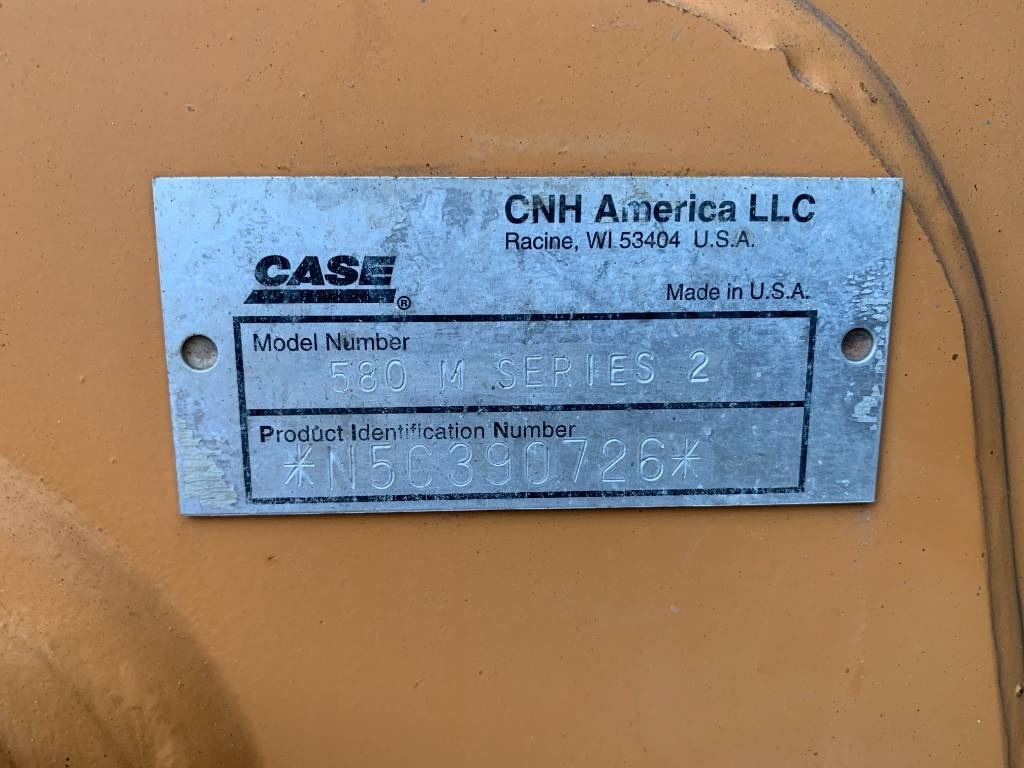 CNH America LLC
Racine, WI 53404 U.S.A.
CASE®
Made in U.S.A.
Model Number
580 M SERIES 2
Product Identification Number
*N5C390726*